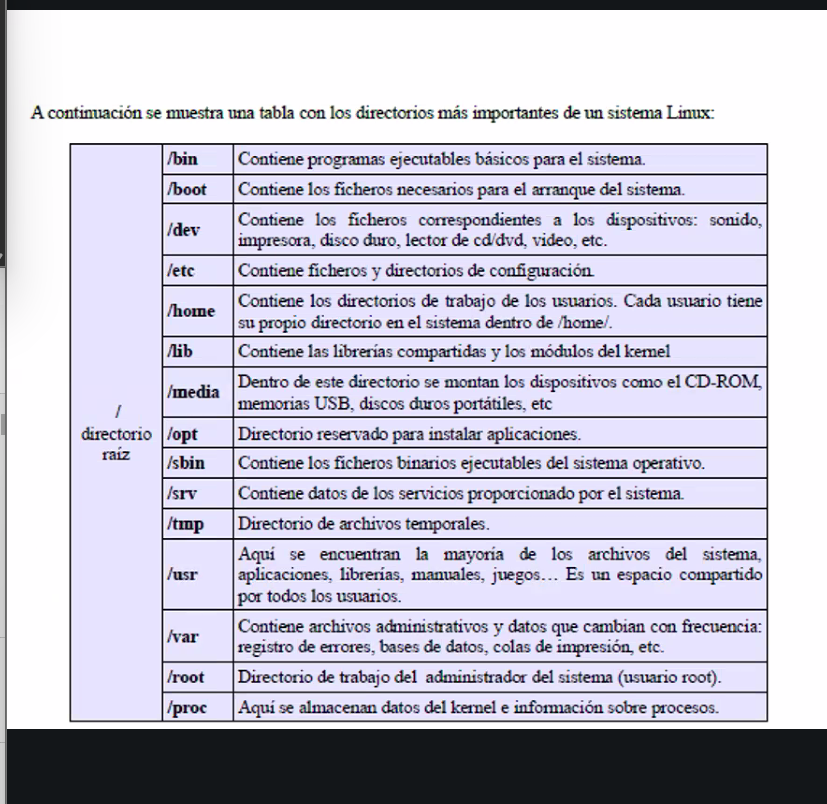 A continuación se muestra una tabla con los directorios más importantes de un sistema Linux:
/
directorio
raíz
/bin Contiene programas ejecutables básicos para el sistema.
/boot Contiene los ficheros necesarios para el arranque del sistema.
/dev Contiene los ficheros correspondientes a los dispositivos: sonido,
impresora, disco duro, lector de cd/dvd, video, etc.
/etc Contiene ficheros y directorios de configuración.
/home Contiene los directorios de trabajo de los usuarios. Cada usuario tiene
su propio directorio en el sistema dentro de /home/.
/lib Contiene las librerías compartidas y los módulos del kernel
/media Dentro de este directorio se montan los dispositivos como el CD-ROM,
memorias USB, discos duros portátiles, etc
/opt Directorio reservado para instalar aplicaciones.
/sbin Contiene los ficheros binarios ejecutables del sistema operativo.
/srv Contiene datos de los servicios proporcionado por el sistema.
/tmp Directorio de archivos temporales.
/usr Aquí se encuentran la mayoría de los archivos del sistema,
aplicaciones, librerías, manuales, juegos… Es un espacio compartido
por todos los usuarios.
/var Contiene archivos administrativos y datos que cambian con frecuencia:
registro de errores, bases de datos, colas de impresión, etc.
/root Directorio de trabajo del administrador del sistema (usuario root).
/proc Aquí se almacenan datos del kernel e información sobre procesos.